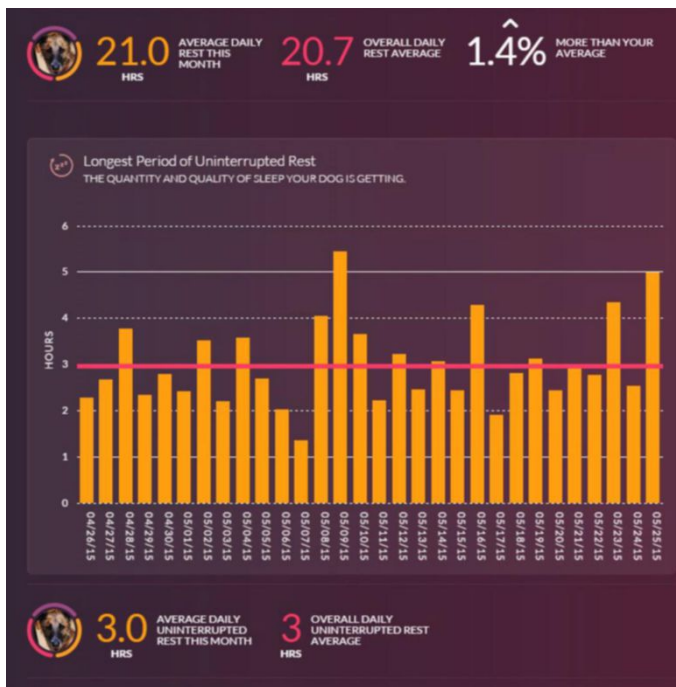 21.0
HRS
AVERAGE DAILY
REST THIS
MONTH
20.7
HRS
OVERALL DAILY
REST AVERAGE
1.4%
MORE THAN YOUR
AVERAGE
zzz
Longest Period of Uninterrupted Rest
THE QUANTITY AND QUALITY OF SLEEP YOUR DOG IS GETTING.
HOURS
6
5
4
3
2
1
0
04/26/15
04/27/15
04/28/15
04/29/15
04/30/15
05/01/15
05/02/15
05/03/15
05/04/15
05/05/15
05/06/15
05/07/15
05/08/15
05/09/15
05/10/15
05/11/15
05/12/15
05/13/15
05/14/15
05/15/15
05/16/15
05/17/15
05/18/15
05/19/15
05/20/15
05/21/15
05/22/15
05/23/15
05/24/15
05/25/15
3.0
HRS
AVERAGE DAILY
UNINTERRUPTED
REST THIS MONTH
3
HRS
OVERALL DAILY
UNINTERRUPTED REST
AVERAGE